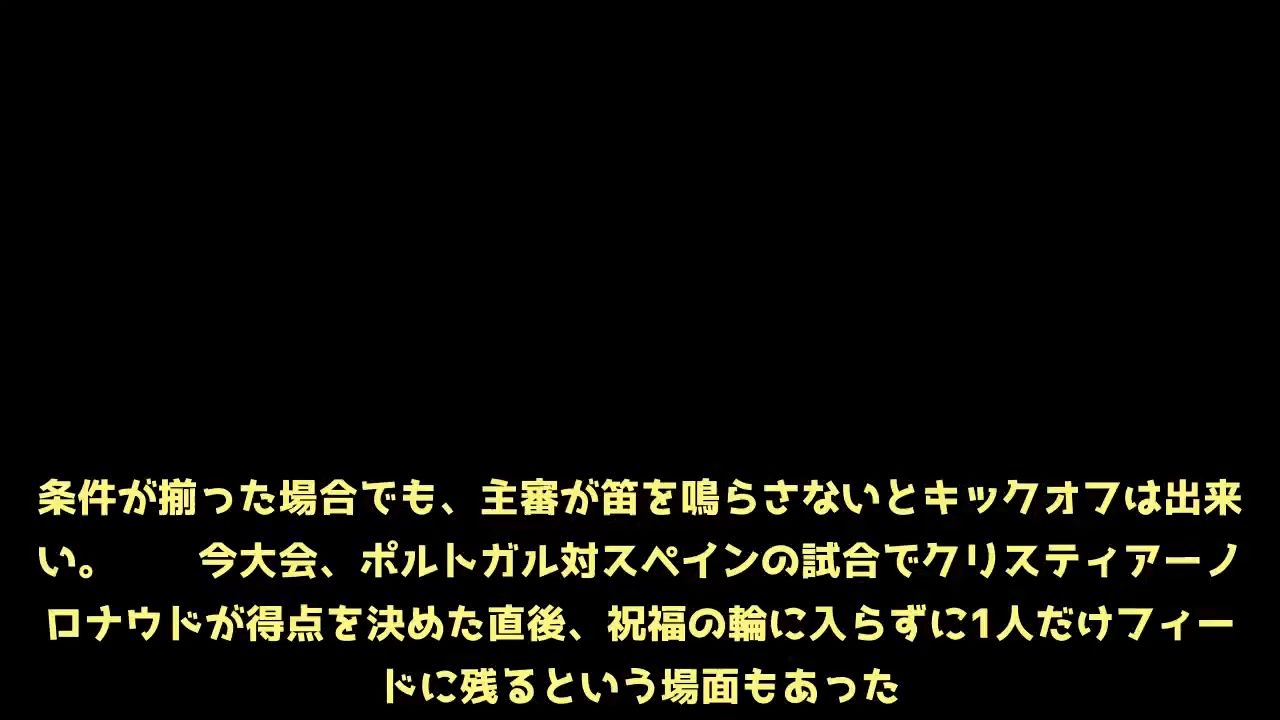 条件が揃った場合でも、主審が笛を鳴らさないとキックオフは出来
い。　　今大会、ポルトガル対スペインの試合でクリスティアーノ
ロナウドが得点を決めた直後、祝福の輪に入らずに1人だけフィー
ドに残るという場面もあった